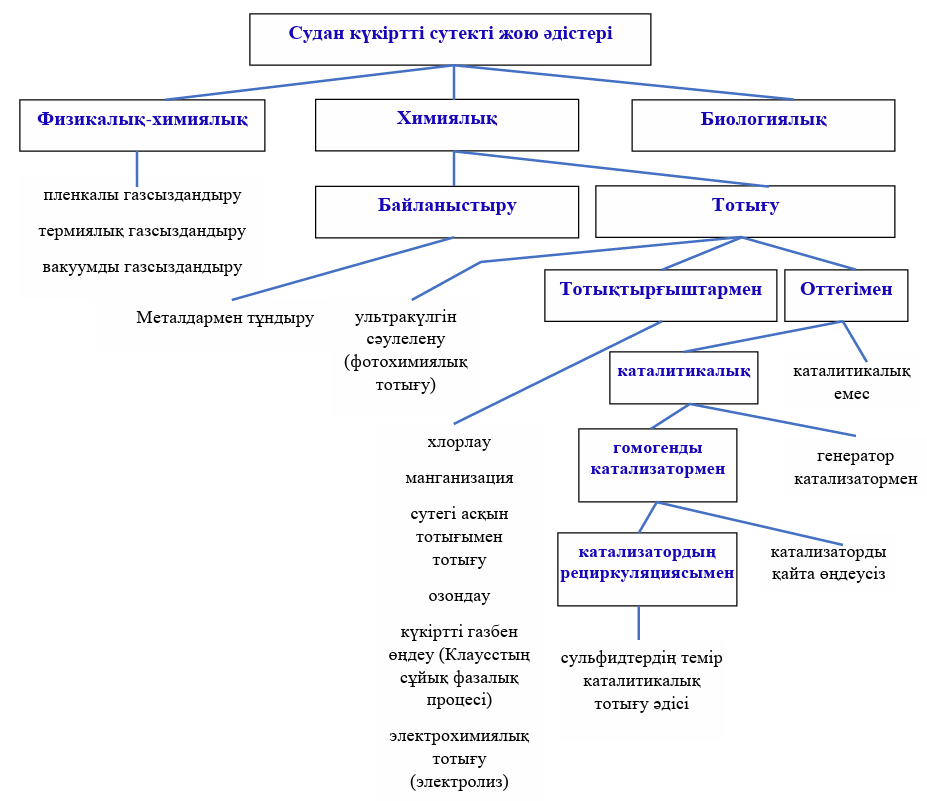 Судан күкіртті сутекті жою әдістері
Физикалық-химиялық
Химиялық
Биологиялық
пленкалы газсыздандыру
термиялық газсыздандыру
вакуумды газсыздандыру
Байланыстыру
Тотығу
Металдармен тұндыру
ультракүлгін
сәулелену
(фотохимиялық
тотығу)
Тотықтырғыштармен
Оттегімен
каталитикалық
каталитикалық
емес
хлорлау
манганизация
сутегі асқын
тотығымен
тотығу
озондау
күкіртті газбен
өңдеу (Клаусстың
сұйық фазалық
процесі)
электрохимиялық
тотығу
(электролиз)
гомогенды
катализатормен
генератор
катализатормен
катализатордың
рециркуляциясымен
катализаторды
қайта өңдеусіз
сульфидтердің темір
каталитикалық
тотығу әдісі